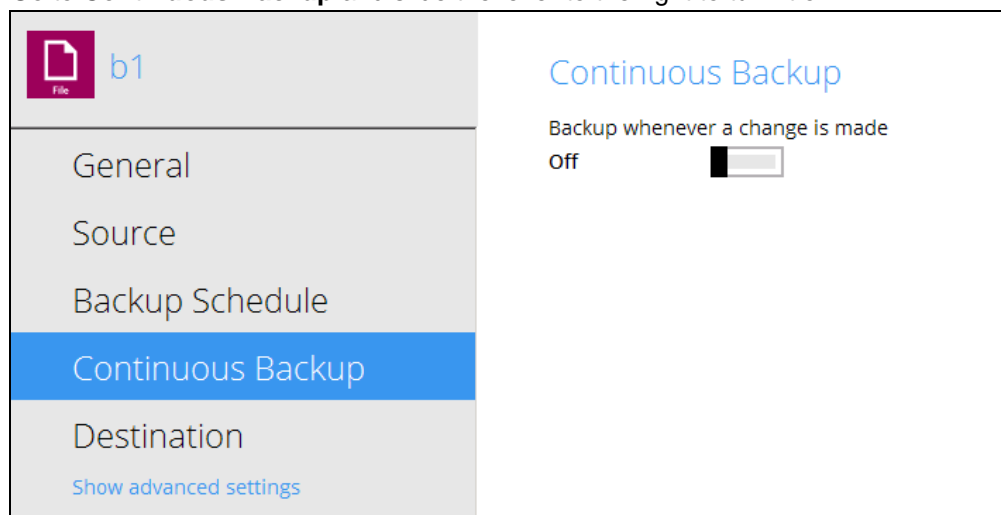 b1
File
General
Source
Backup Schedule
Continuous Backup
Destination
Show advanced settings
Continuous Backup
Backup whenever a change is made
Off